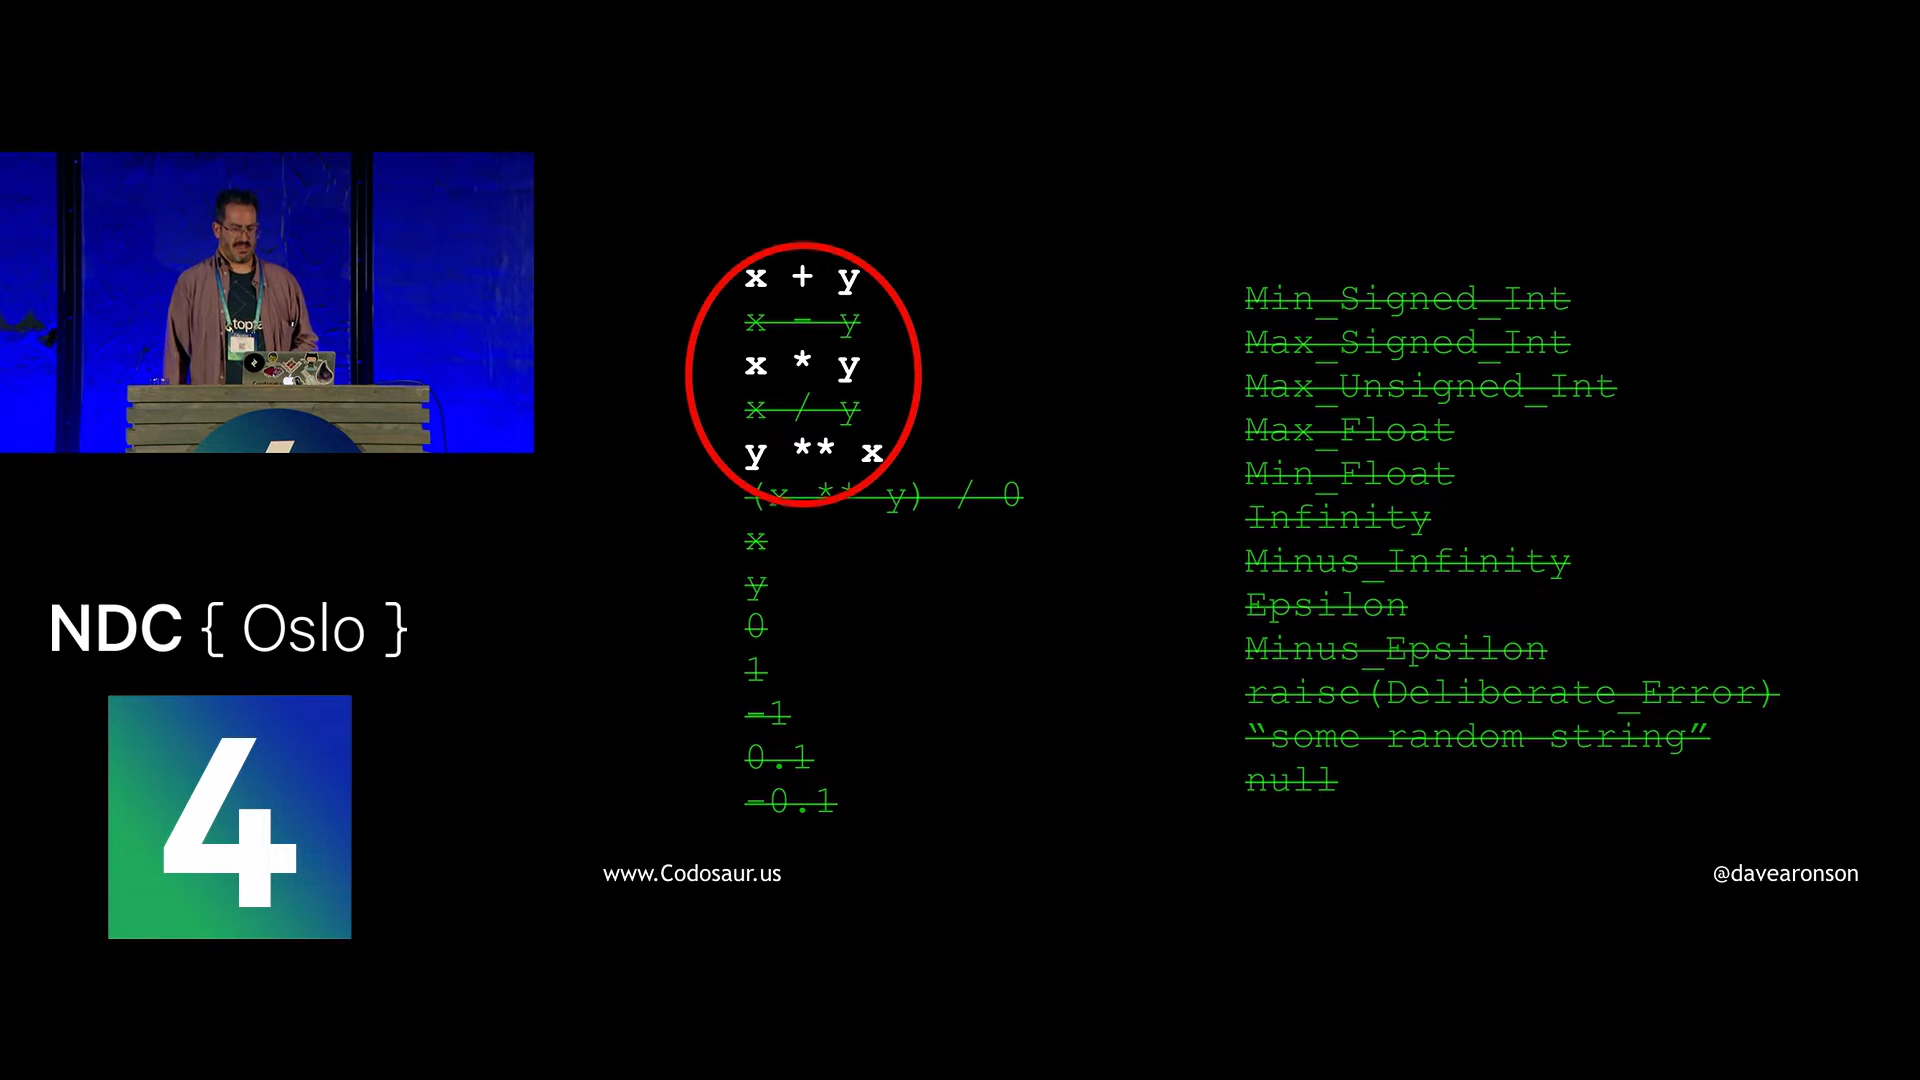 topta
x + y
x - y
x * y
x / y
y ** x
(x ** y) / 0
x
y
0
1
-1
0.1
-0.1
Min_Signed_Int
Max_Signed_Int
Max_Unsigned_Int
Max_Float
Min_Float
Infinity
Minus_Infinity
Epsilon
Minus_Epsilon
raise(Deliberate_Error)
“some random string”
null
NDC { Oslo }
4
www.Codosaur.us
@davearonson